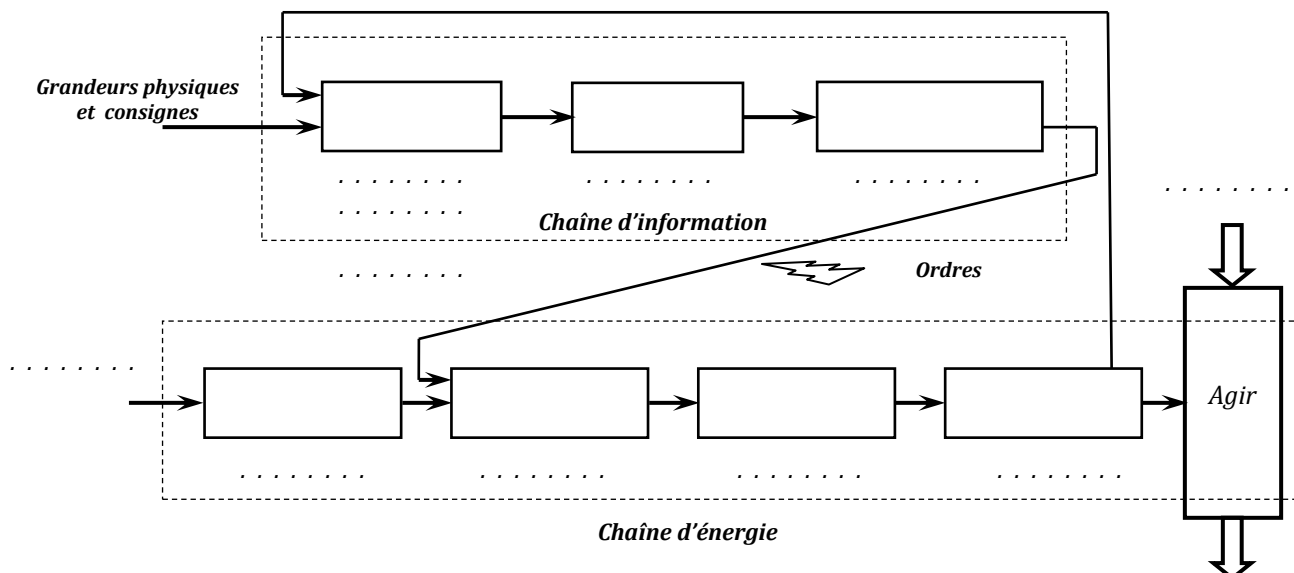 Grandeurs physiques
et consignes
. . . . . . . .
. . . . . . . .
. . . . . . . .
. . . . . . . .
. . . . . . . .
Chaîne d'information
. . . . . . . .
Ordres
. . . . . . . .
Agir
. . . . . . . .
. . . . . . . .
. . . . . . . .
. . . . . . . .
Chaîne d'énergie